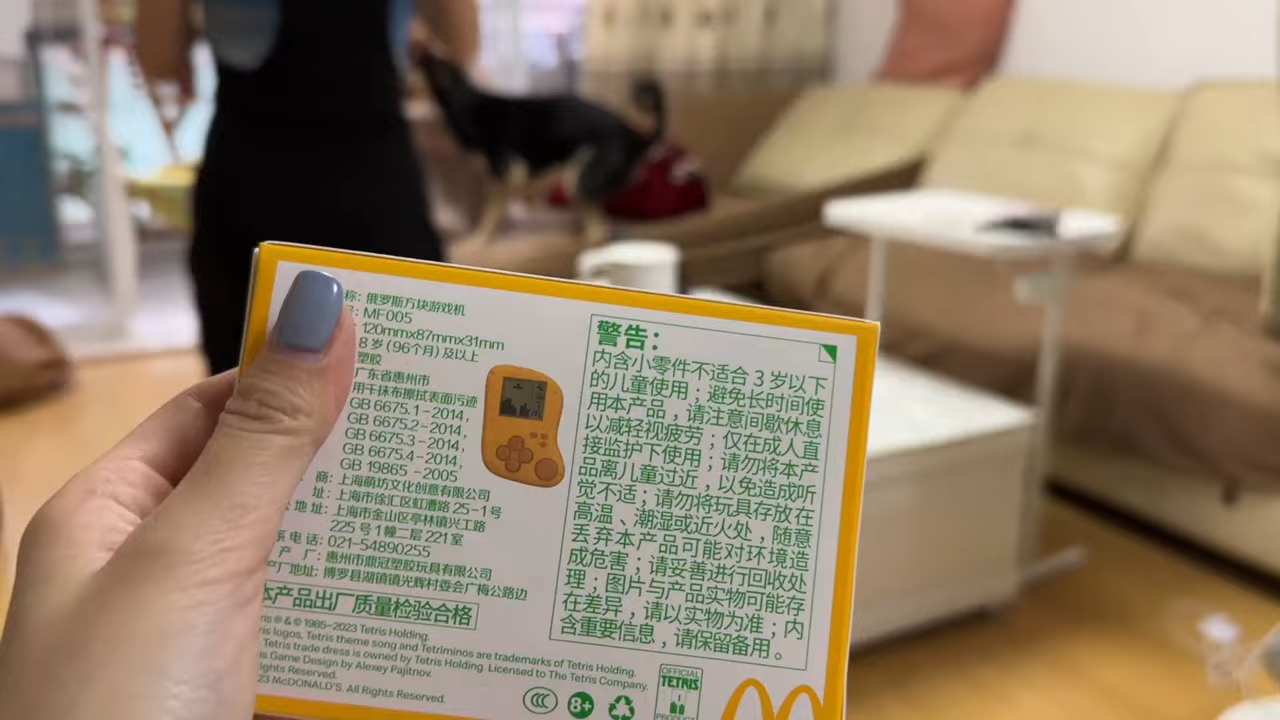 称：俄罗斯方块游戏机
：MF005
120mmx87mmx31mm
8 岁 (96个月) 及以上
塑胶
广东省惠州市
用干抹布擦拭表面污迹
GB 6675.1-2014,
GB 6675.2-2014,
GB 6675.3-2014,
GB 6675.4-2014,
GB 19865 -2005
商：上海萌坊文化创意有限公司
址：上海市徐汇区虹漕路 25-1号
地 址：上海市金山区亭林镇兴工路
225 号 1幢二层 221室
电 话：021-54890255
产 厂：惠州市鼎冠塑胶玩具有限公司
厂地址：博罗县湖镇镇光辉村委会广梅公路边
本产品出厂质量检验合格
ris ® & © 1985~2023 Tetris Holding.
ris logos, Tetris theme song and Tetriminos are trademarks of Tetris Holding.
Tetris trade dress is owned by Tetris Holding. Licensed to The Tetris Company.
is Game Design by Alexey Pajitnov.
23 McDONALD'S. All Rights Reserved.
警告：
内含小零件不适合 3 岁以下
的儿童使用；避免长时间使
用本产品，请注意间歇休息
以减轻视疲劳；仅在成人直
接监护下使用；请勿将本产
品离儿童过近，以免造成听
觉不适；请勿将玩具存放在
高温、潮湿或近火处，随意
丢弃本产品可能对环境造
成危害；请妥善进行回收处
理；图片与产品实物可能存
在差异，请以实物为准；内
含重要信息，请保留备用。
CCC
8+
OFFICIAL
TETRIS
PRODUCT